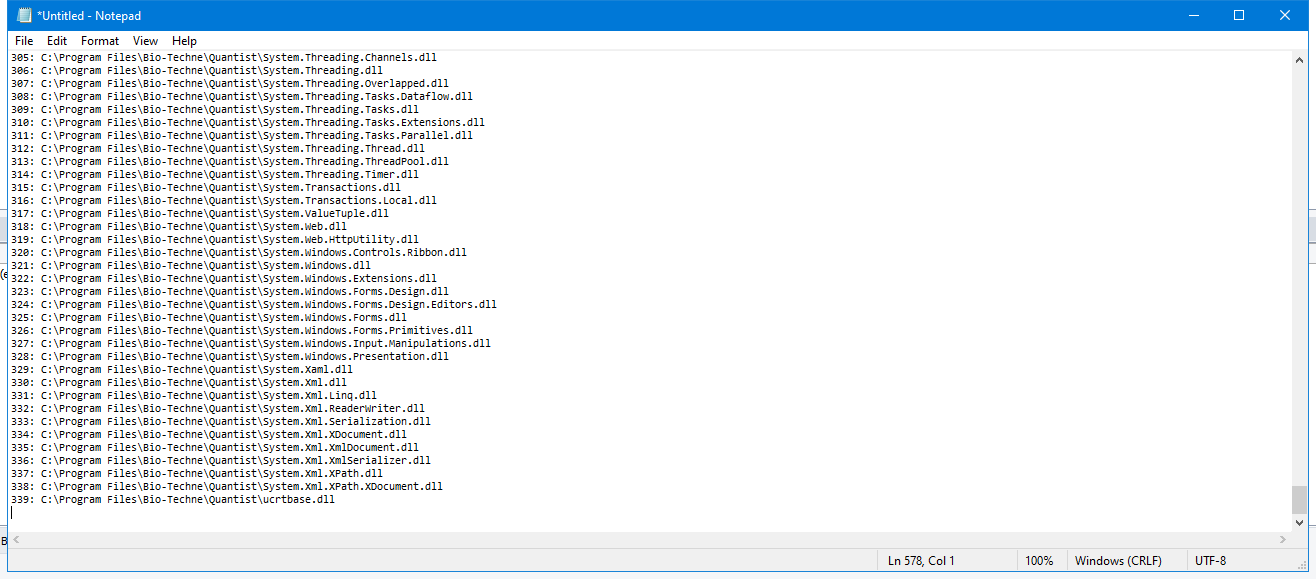 *Untitled - Notepad
File Edit Format View Help
305: C:\Program Files\Bio-Techne\Quantist\System.Threading.Channels.dll
306: C:\Program Files\Bio-Techne\Quantist\System.Threading.dll
307: C:\Program Files\Bio-Techne\Quantist\System.Threading.Overlapped.dll
308: C:\Program Files\Bio-Techne\Quantist\System.Threading.Tasks.Dataflow.dll
309: C:\Program Files\Bio-Techne\Quantist\System.Threading.Tasks.dll
310: C:\Program Files\Bio-Techne\Quantist\System.Threading.Tasks.Extensions.dll
311: C:\Program Files\Bio-Techne\Quantist\System.Threading.Tasks.Parallel.dll
312: C:\Program Files\Bio-Techne\Quantist\System.Threading.Thread.dll
313: C:\Program Files\Bio-Techne\Quantist\System.Threading.ThreadPool.dll
314: C:\Program Files\Bio-Techne\Quantist\System.Threading.Timer.dll
315: C:\Program Files\Bio-Techne\Quantist\System.Transactions.dll
316: C:\Program Files\Bio-Techne\Quantist\System.Transactions.Local.dll
317: C:\Program Files\Bio-Techne\Quantist\System.ValueTuple.dll
318: C:\Program Files\Bio-Techne\Quantist\System.Web.dll
319: C:\Program Files\Bio-Techne\Quantist\System.Web.HttpUtility.dll
320: C:\Program Files\Bio-Techne\Quantist\System.Windows.Controls.Ribbon.dll
321: C:\Program Files\Bio-Techne\Quantist\System.Windows.dll
322: C:\Program Files\Bio-Techne\Quantist\System.Windows.Extensions.dll
323: C:\Program Files\Bio-Techne\Quantist\System.Windows.Forms.Design.dll
324: C:\Program Files\Bio-Techne\Quantist\System.Windows.Forms.Design.Editors.dll
325: C:\Program Files\Bio-Techne\Quantist\System.Windows.Forms.dll
326: C:\Program Files\Bio-Techne\Quantist\System.Windows.Forms.Primitives.dll
327: C:\Program Files\Bio-Techne\Quantist\System.Windows.Input.Manipulations.dll
328: C:\Program Files\Bio-Techne\Quantist\System.Windows.Presentation.dll
329: C:\Program Files\Bio-Techne\Quantist\System.Xaml.dll
330: C:\Program Files\Bio-Techne\Quantist\System.Xml.dll
331: C:\Program Files\Bio-Techne\Quantist\System.Xml.Linq.dll
332: C:\Program Files\Bio-Techne\Quantist\System.Xml.ReaderWriter.dll
333: C:\Program Files\Bio-Techne\Quantist\System.Xml.Serialization.dll
334: C:\Program Files\Bio-Techne\Quantist\System.Xml.XDocument.dll
335: C:\Program Files\Bio-Techne\Quantist\System.Xml.XmlDocument.dll
336: C:\Program Files\Bio-Techne\Quantist\System.Xml.XmlSerializer.dll
337: C:\Program Files\Bio-Techne\Quantist\System.Xml.XPath.dll
338: C:\Program Files\Bio-Techne\Quantist\System.Xml.XPath.XDocument.dll
339: C:\Program Files\Bio-Techne\Quantist\ucrtbase.dll
Ln 578, Col 1 100% Windows (CRLF) UTF-8